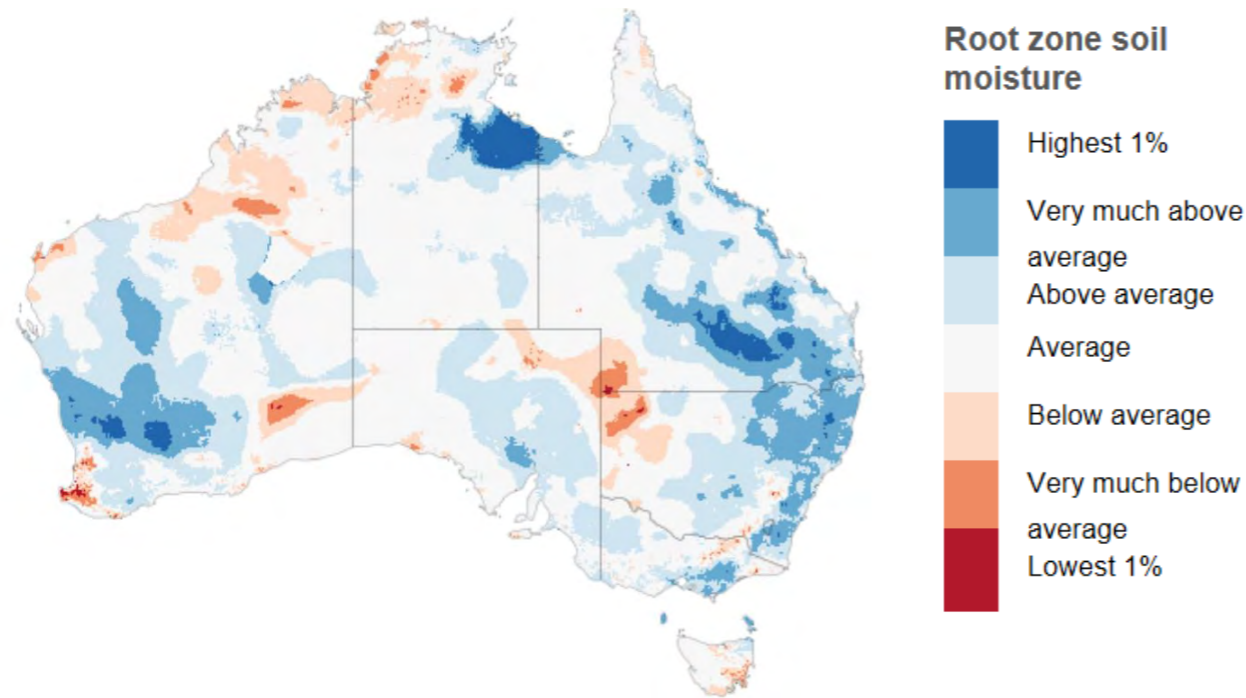 Root zone soil
moisture
Highest 1%
Very much above
average
Above average
Average
Below average
Very much below
average
Lowest 1%